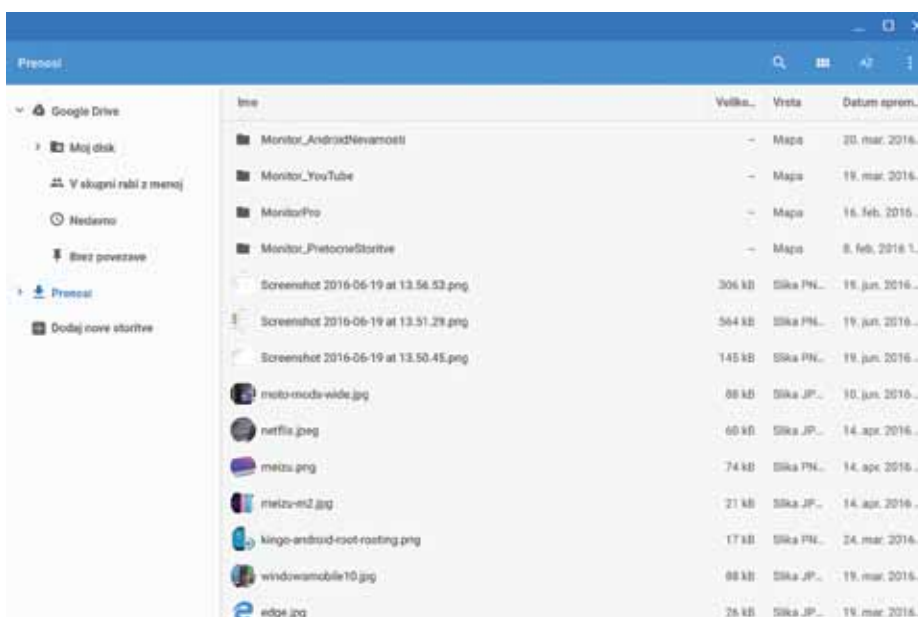 Prenosi
AZ
Google Drive
Moj disk
V skupni rabi z menoj
Nedavno
Brez povezave
Prenosi
Dodaj nove storitve
Ime Veliko... Vrsta Datum sprem...
Monitor_AndroidNevarnosti -- Mapa 20. mar. 2016...
Monitor_YouTube -- Mapa 19. mar. 2016...
MonitorPro -- Mapa 16. feb. 2016...
Monitor_PretocneStoritve -- Mapa 8. feb. 2016 1...
Screenshot 2016-06-19 at 13.56.53.png 306 kB Slika PN... 19. jun. 2016...
Screenshot 2016-06-19 at 13.51.29.png 564 kB Slika PN... 19. jun. 2016...
Screenshot 2016-06-19 at 13.50.45.png 145 kB Slika PN... 19. jun. 2016...
moto-mods-wide.jpg 88 kB Slika JP... 10. jun. 2016...
netflix.jpeg 60 kB Slika JP... 14. apr. 2016...
meizu.png 74 kB Slika PN... 14. apr. 2016...
meizu-m2.jpg 21 kB Slika JP... 14. apr. 2016...
kingo-android-root-rooting.png 17 kB Slika PN... 24. mar. 2016...
windowsmobile10.jpg 88 kB Slika JP... 19. mar. 2016...
edge.jpg 26 kB Slika JP... 19. mar. 2016...